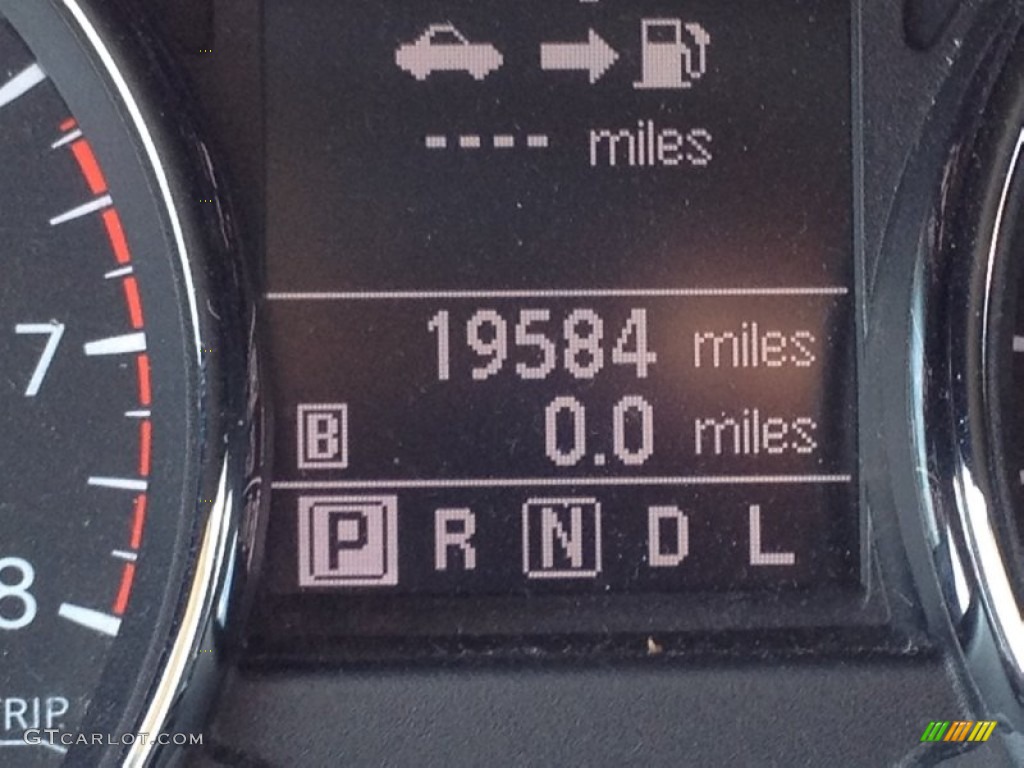 ---- miles
19584 miles
B 0.0 miles
P R N D L
7
8
TRIP
GTCARLOT.COM